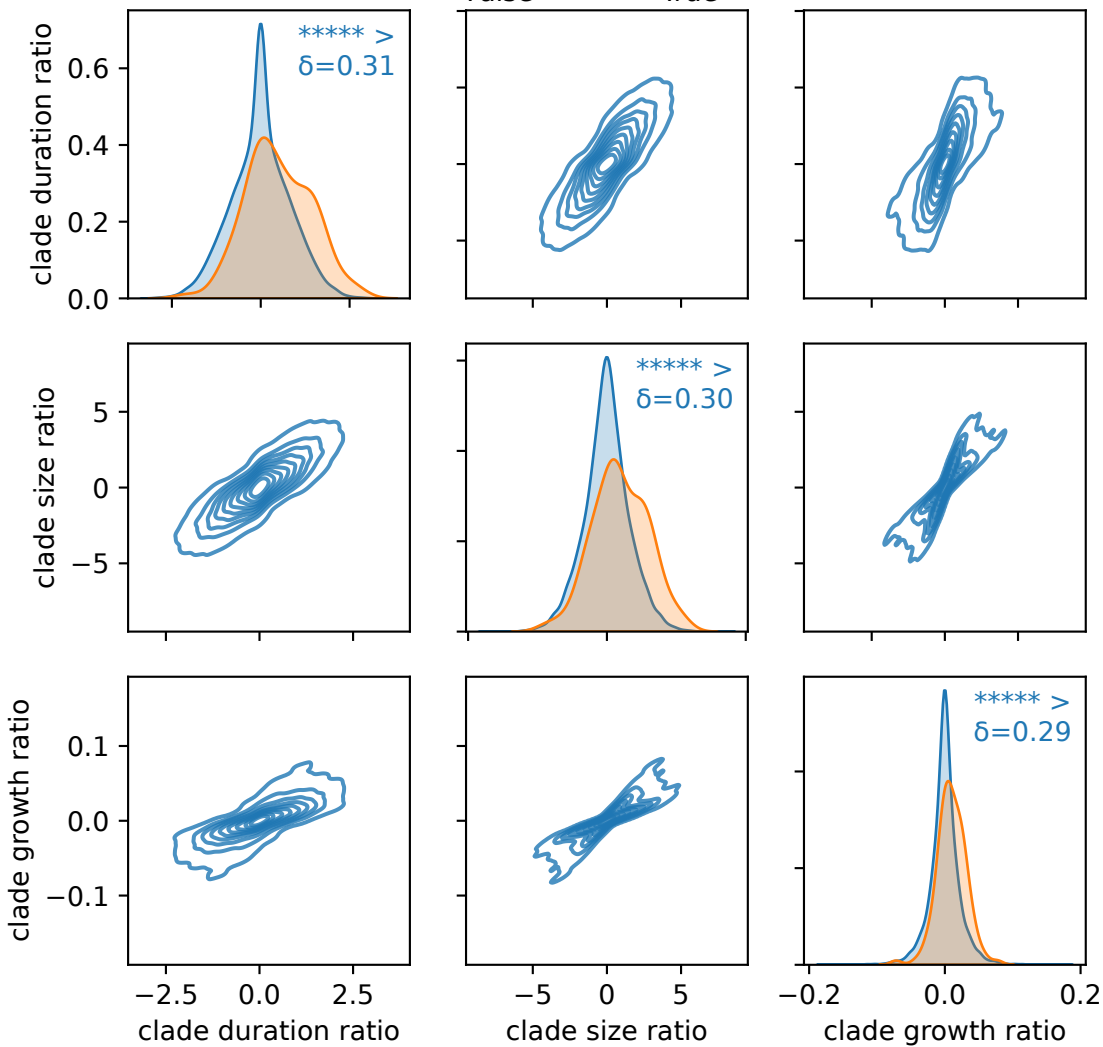 ***** >
δ=0.31
clade duration ratio
0.6
0.4
0.2
0.0
***** >
δ=0.30
clade size ratio
5
0
−5
***** >
δ=0.29
clade growth ratio
0.1
0.0
−0.1
−2.5 0.0 2.5
−5 0 5
−0.2 0.0 0.2
clade duration ratio
clade size ratio
clade growth ratio